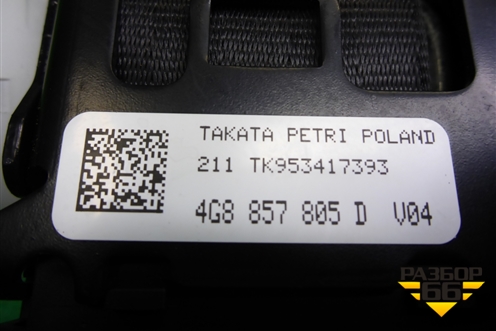 TAKATA PETRI POLAND
211 TK953417393
4G8 857 805 D V04
РАЗБОР
66